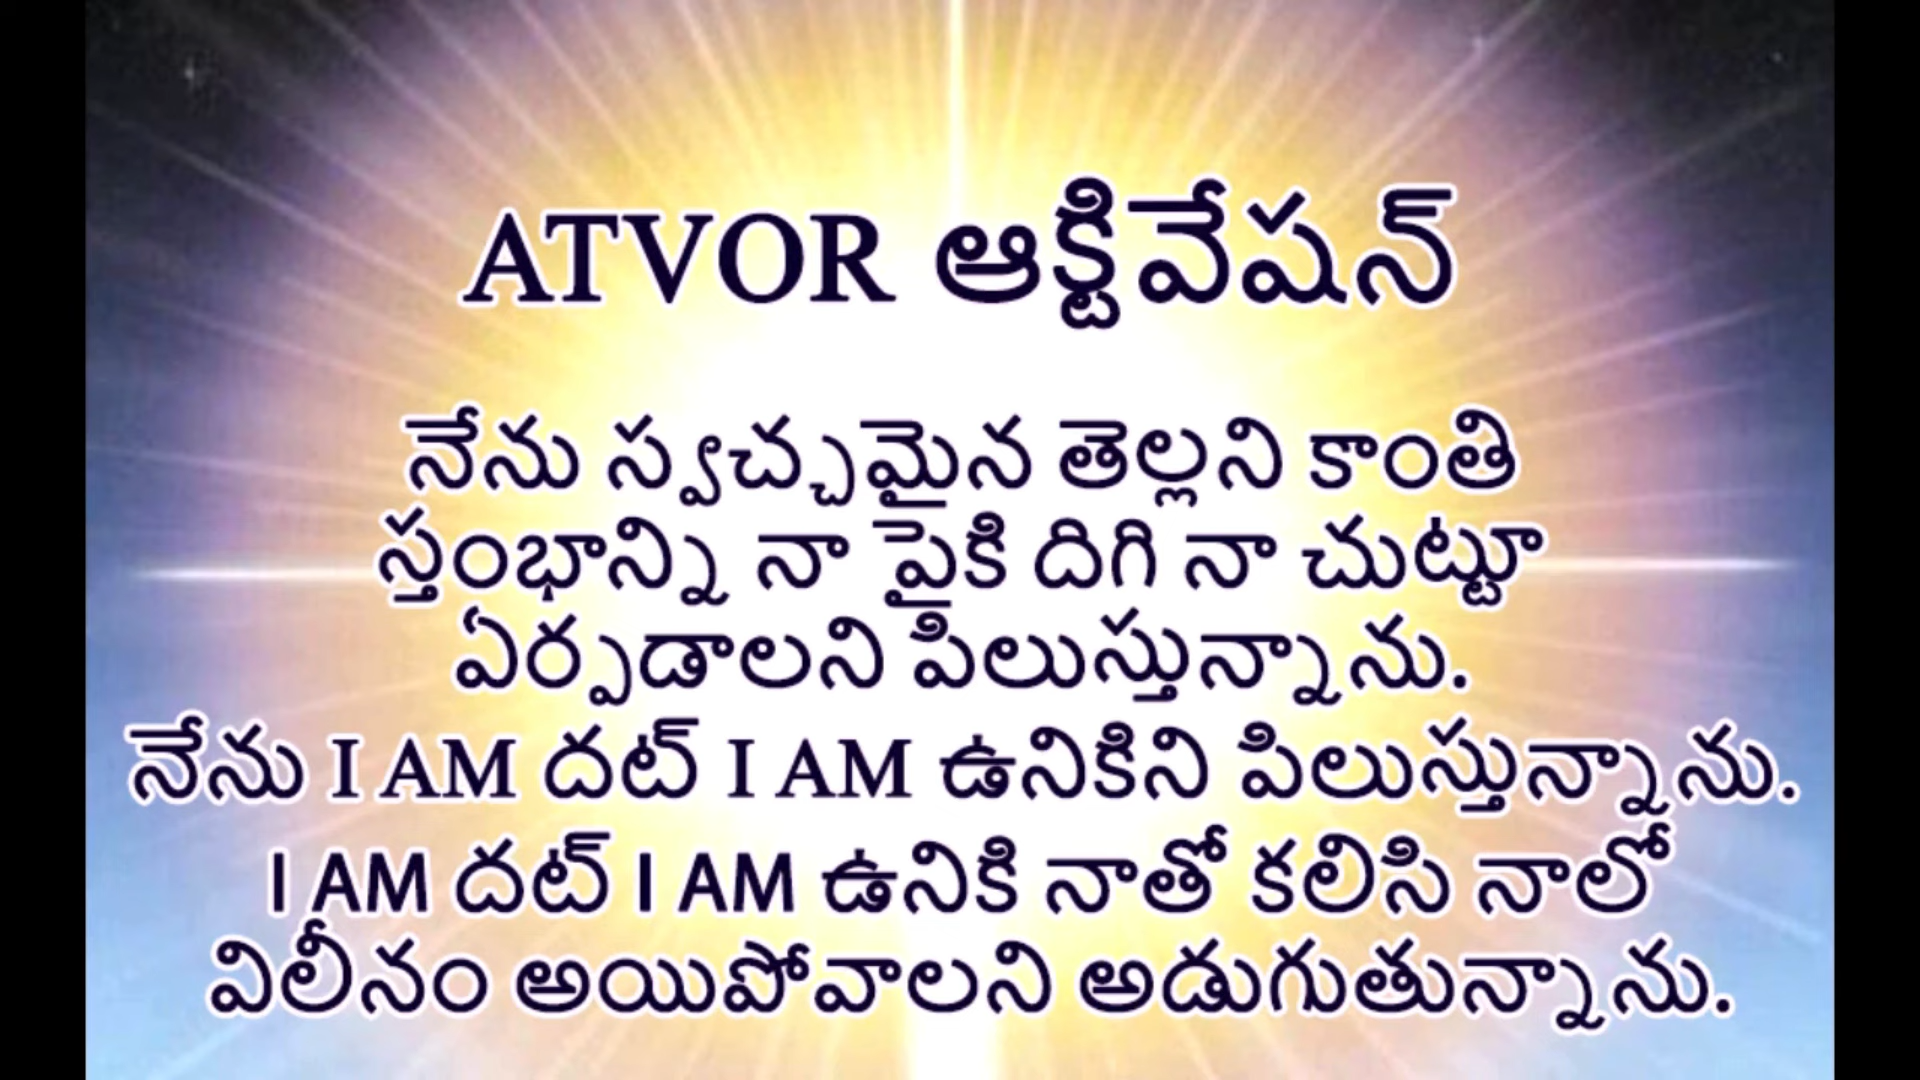 ATVOR ఆక్టివేషన్
నేను స్వచ్చమైన తెల్లని కాంతి
స్తంభాన్ని నా పైకి దిగి నా చుట్టూ
ఏర్పడాలని పిలుస్తున్నాను.
నేను I AM దట్ I AM ఉనికిని పిలుస్తున్నాను.
I AM దట్ I AM ఉనికి నాతో కలిసి నాలో
విలీనం అయిపోవాలని అడుగుతున్నాను.